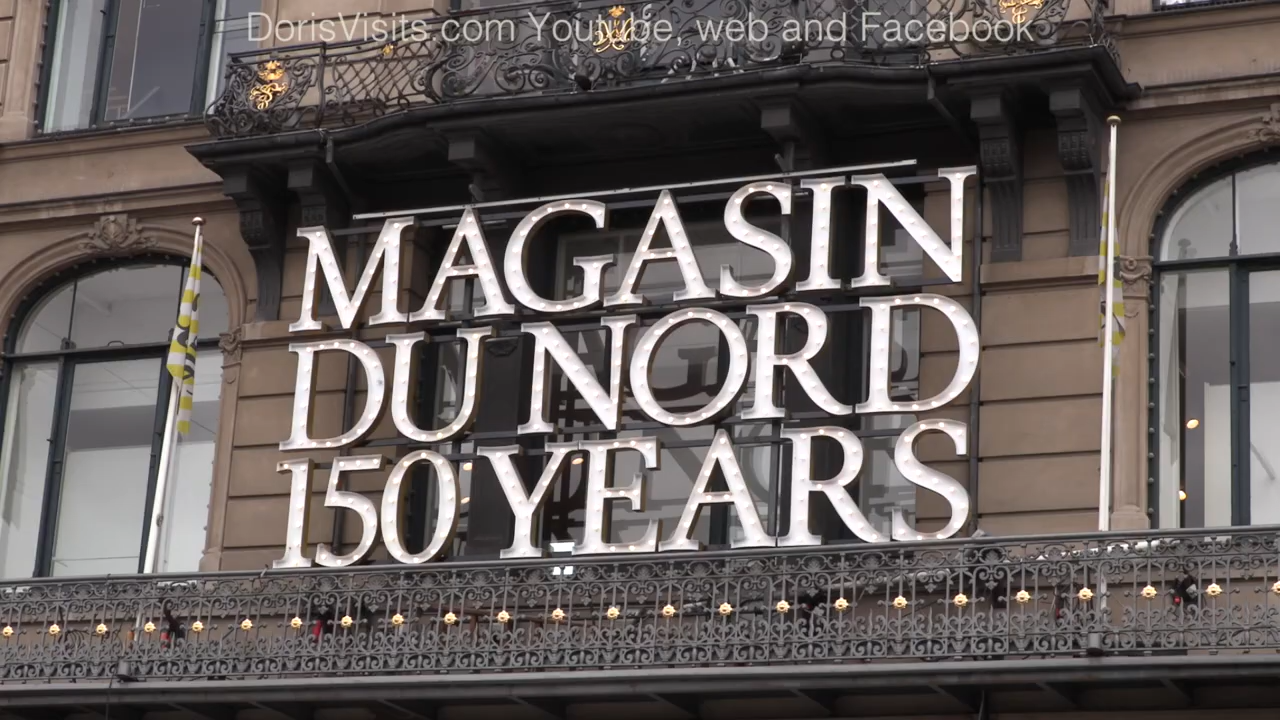 DorisVisits.com Youtube, web and Facebook
MAGASIN
DU NORD
150 YEARS